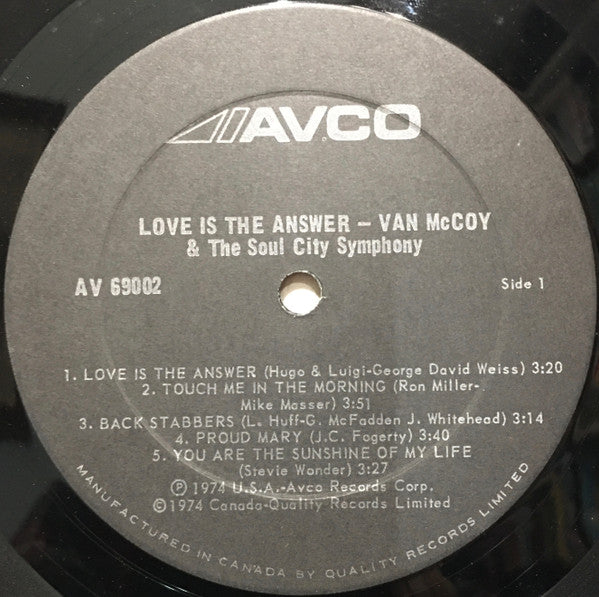 AVCO
LOVE IS THE ANSWER – VAN McCOY
& The Soul City Symphony
AV 69002
Side 1
1. LOVE IS THE ANSWER (Hugo & Luigi-George David Weiss) 3:20
2. TOUCH ME IN THE MORNING (Ron Miller-
Mike Masser) 3:51
3. BACK STABBERS (L. Huff-G. McFadden J. Whitehead) 3:14
4. PROUD MARY (J.C. Fogerty) 3:40
5. YOU ARE THE SUNSHINE OF MY LIFE
(Stevie Wonder) 3:27
Ⓟ 1974 U.S.A.-Avco Records Corp.
©1974 Canada-Quality Records Limited
MANUFACTURED IN CANADA BY QUALITY RECORDS LIMITED